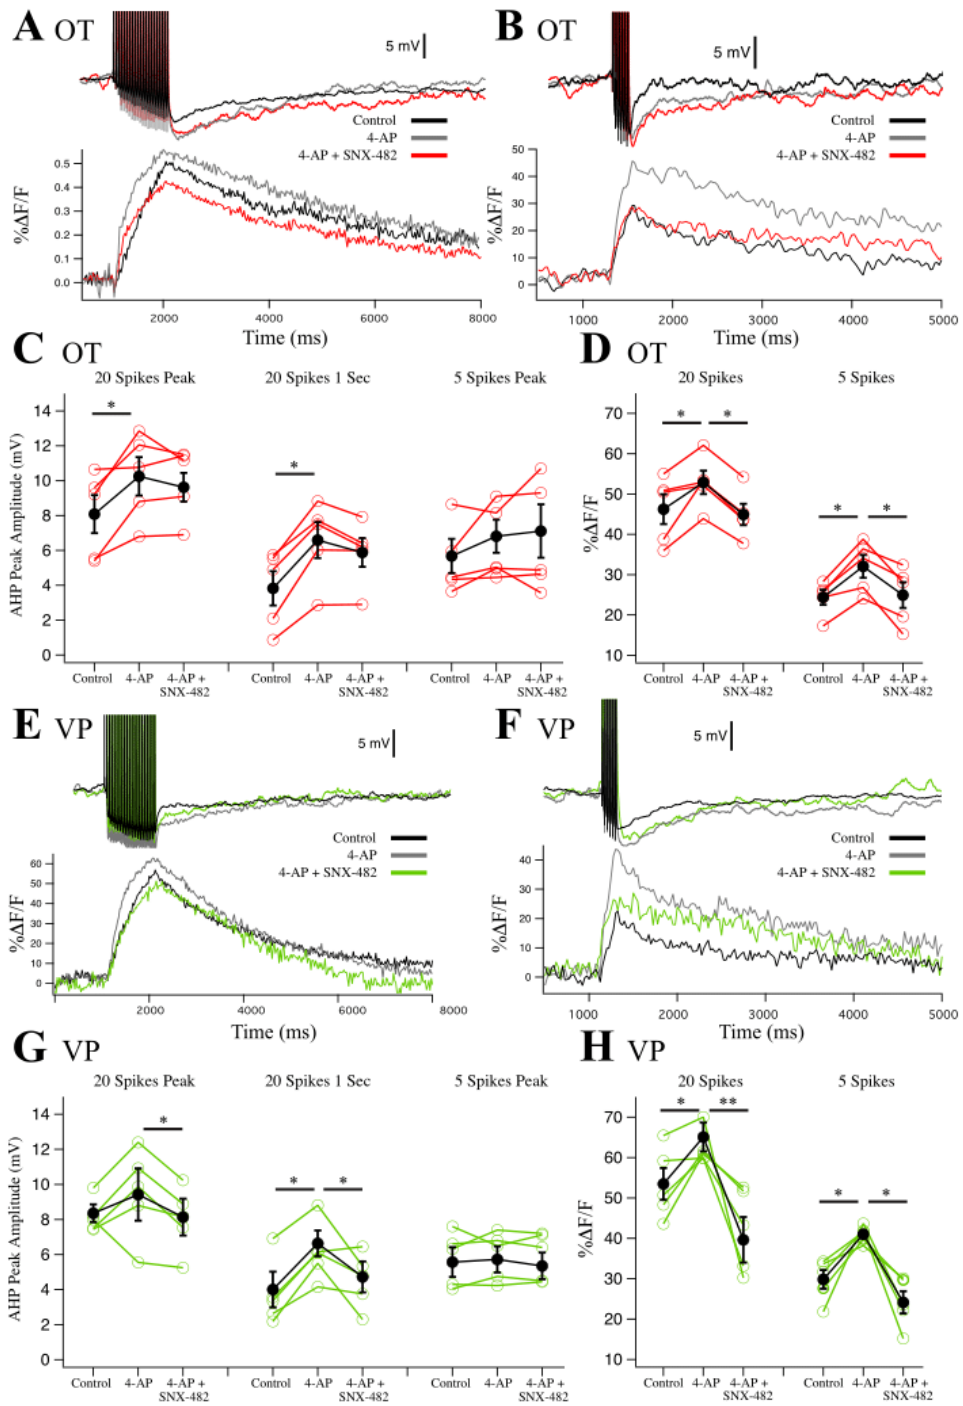 A OT
5 mV
Control
4-AP
4-AP + SNX-482
%ΔF/F
0.5
0.4
0.3
0.2
0.1
0.0
2000 4000 6000 8000
Time (ms)
B OT
5 mV
Control
4-AP
4-AP + SNX-482
%ΔF/F
50
40
30
20
10
0
1000 2000 3000 4000 5000
Time (ms)
C OT
20 Spikes Peak 20 Spikes 1 Sec 5 Spikes Peak
AHP Peak Amplitude (mV)
14
12
10
8
6
4
2
0
* *
Control 4-AP 4-AP + SNX-482 Control 4-AP 4-AP + SNX-482 Control 4-AP 4-AP + SNX-482
D OT
20 Spikes 5 Spikes
%ΔF/F
70
60
50
40
30
20
10
* * * *
Control 4-AP 4-AP + SNX-482 Control 4-AP 4-AP + SNX-482
E VP
5 mV
Control
4-AP
4-AP + SNX-482
%ΔF/F
60
50
40
30
20
10
0
2000 4000 6000 8000
Time (ms)
F VP
5 mV
Control
4-AP
4-AP + SNX-482
%ΔF/F
40
30
20
10
0
1000 2000 3000 4000 5000
Time (ms)
G VP
20 Spikes Peak 20 Spikes 1 Sec 5 Spikes Peak
AHP Peak Amplitude (mV)
14
12
10
8
6
4
2
0
* * *
Control 4-AP 4-AP + SNX-482 Control 4-AP 4-AP + SNX-482 Control 4-AP 4-AP + SNX-482
H VP
20 Spikes 5 Spikes
%ΔF/F
70
60
50
40
30
20
10
* ** * *
Control 4-AP 4-AP + SNX-482 Control 4-AP 4-AP + SNX-482